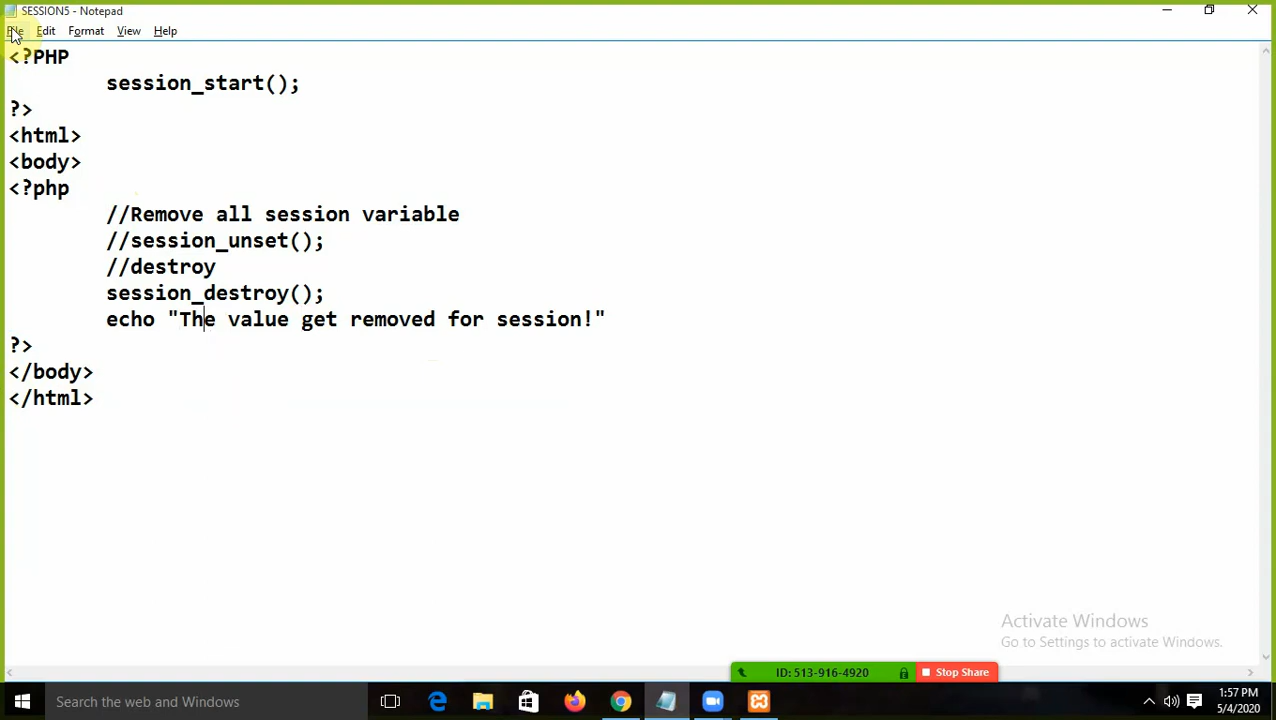 SESSION5 - Notepad
File Edit Format View Help
<?PHP
session_start();
?>
<html>
<body>
<?php
//Remove all session variable
//session_unset();
//destroy
session_destroy();
echo "The value get removed for session!"
?>
</body>
</html>
Activate Windows
Go to Settings to activate Windows.
ID: 513-916-4920 Stop Share
Search the web and Windows
1:57 PM
5/4/2020